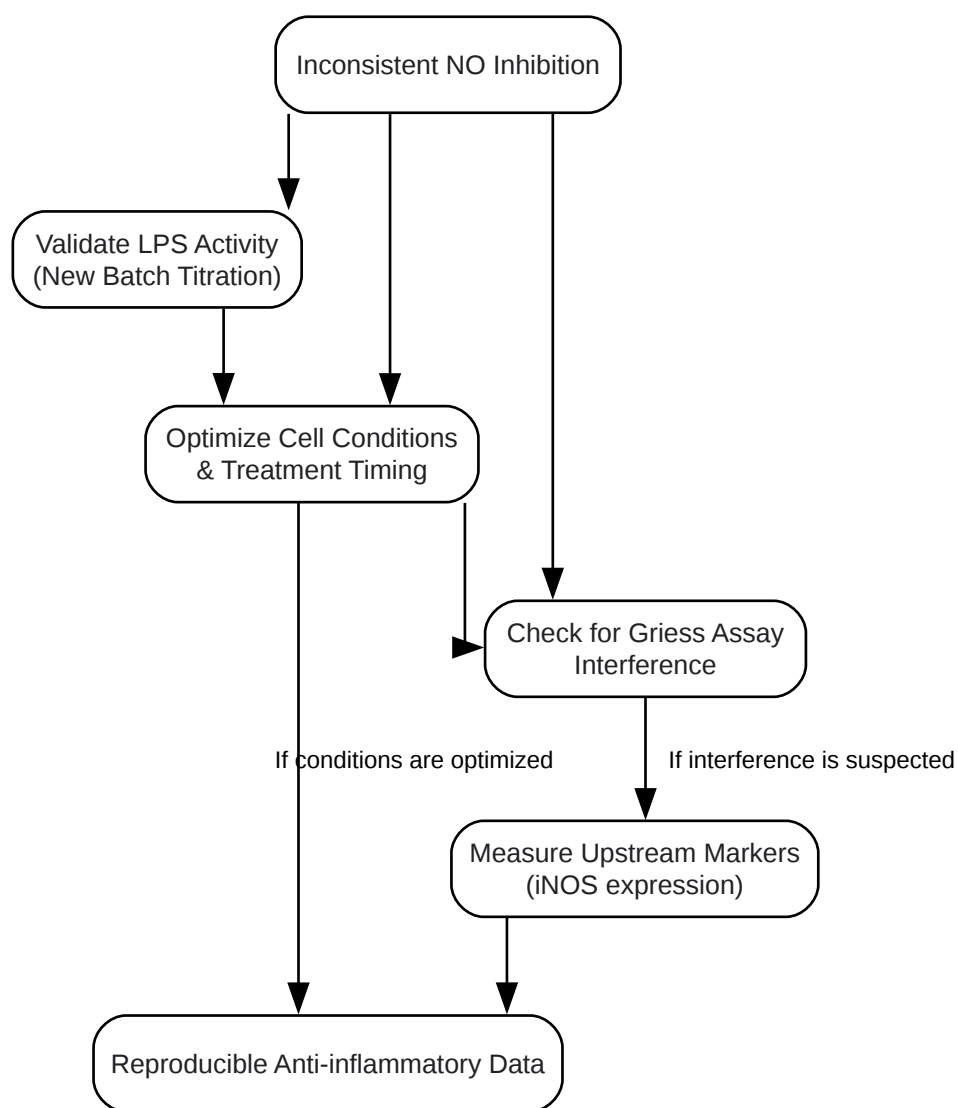 Inconsistent NO Inhibition
Validate LPS Activity
(New Batch Titration)
Optimize Cell Conditions
& Treatment Timing
Check for Griess Assay
Interference
If conditions are optimized
If interference is suspected
Measure Upstream Markers
(iNOS expression)
Reproducible Anti-inflammatory Data